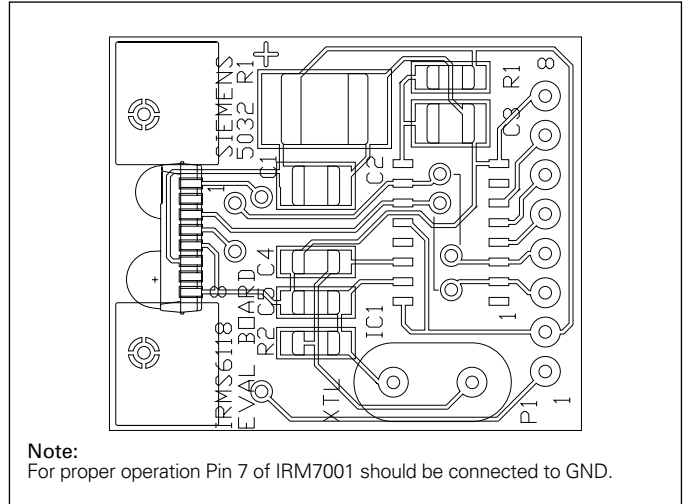 SIEMENS
5032 R1
+
R1
8
C3
C1
C2
1
C4
8
C5
R2
IC1
1
IRMS6118
EVAL BOARD
XTL
P1
1
Note:
For proper operation Pin 7 of IRM7001 should be connected to GND.